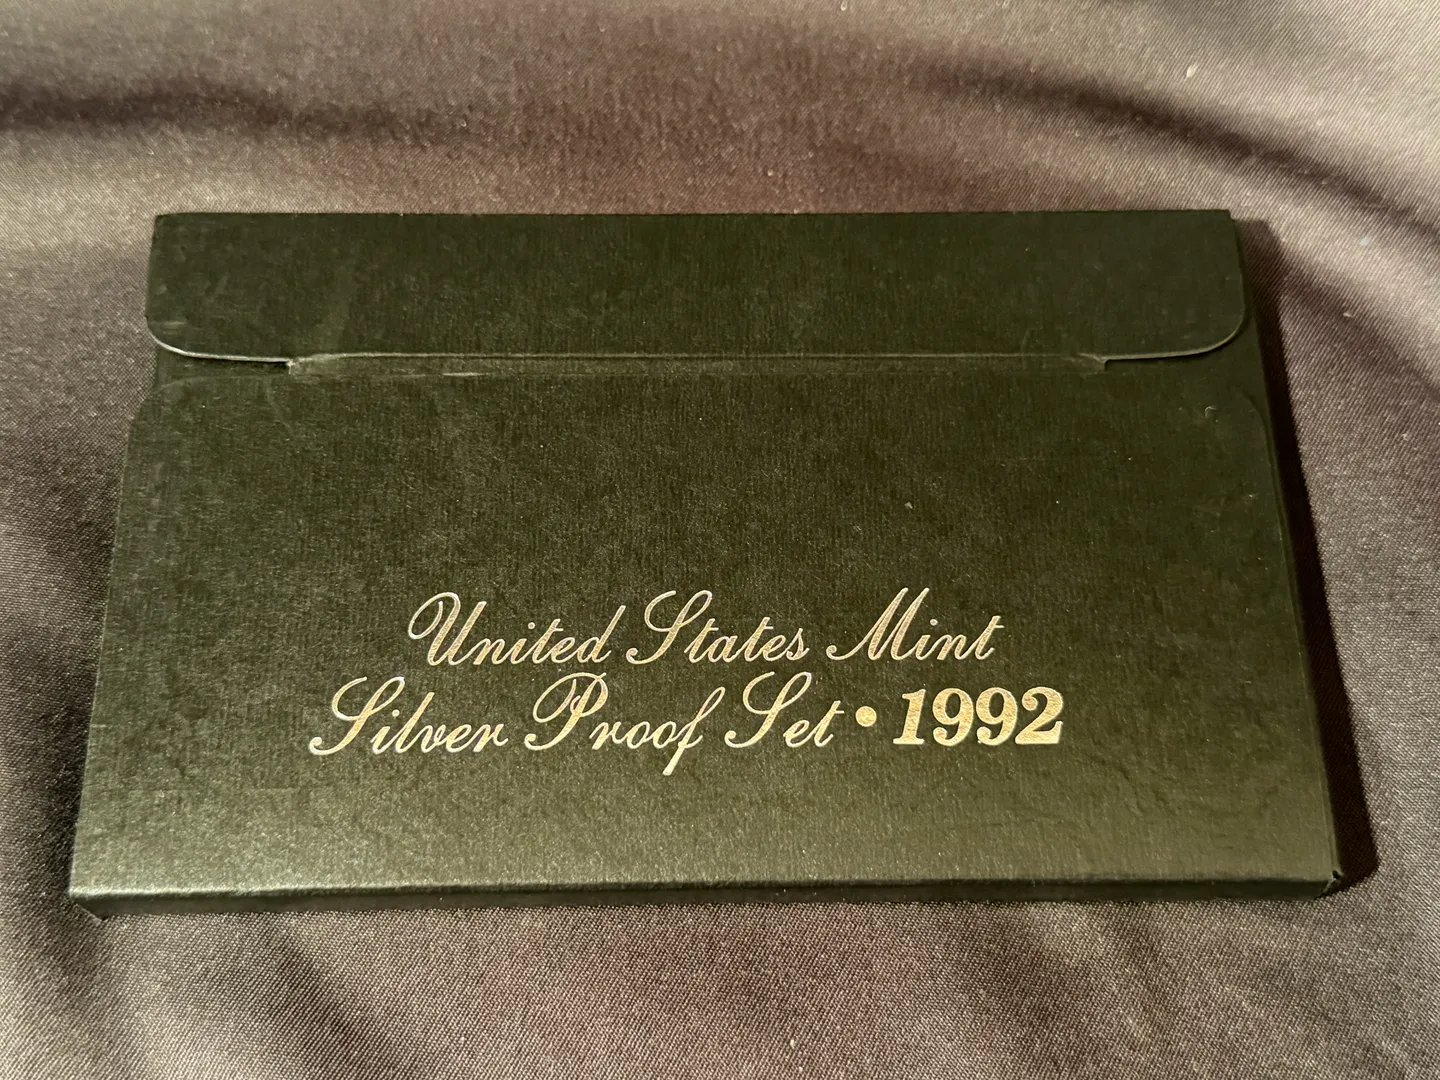 United States Mint
Silver Proof Set • 1992